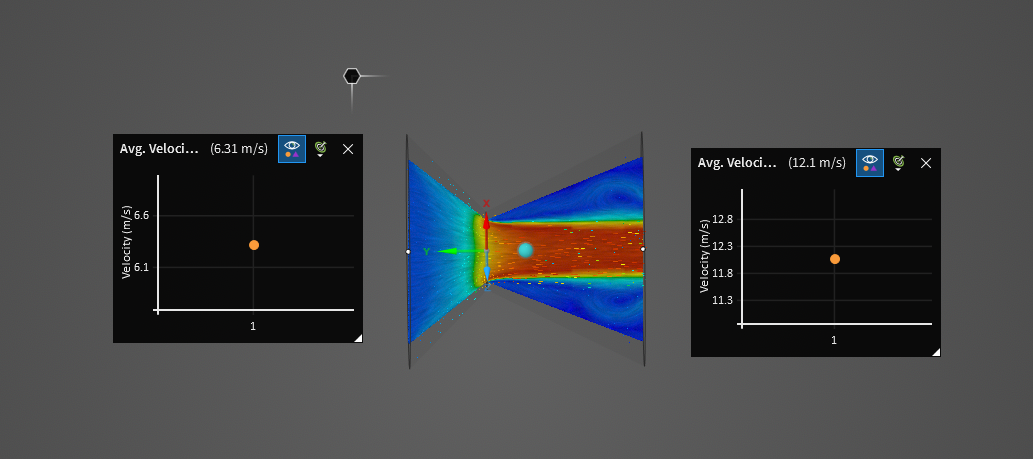 Avg. Veloci... (6.31 m/s)
Velocity (m/s)
6.6
6.1
1
X
Y
Avg. Veloci... (12.1 m/s)
Velocity (m/s)
12.8
12.3
11.8
11.3
1